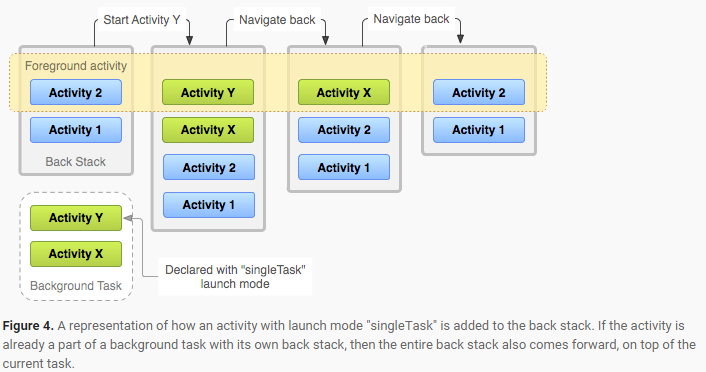 Start Activity Y
Navigate back
Navigate back
Foreground activity
Activity 2
Activity Y
Activity X
Activity 2
Activity 1
Activity X
Activity 2
Activity 1
Back Stack
Activity 2
Activity 1
Activity 1
Activity Y
Activity X
Background Task
Declared with "singleTask"
launch mode
Figure 4. A representation of how an activity with launch mode "singleTask" is added to the back stack. If the activity is
already a part of a background task with its own back stack, then the entire back stack also comes forward, on top of the
current task.